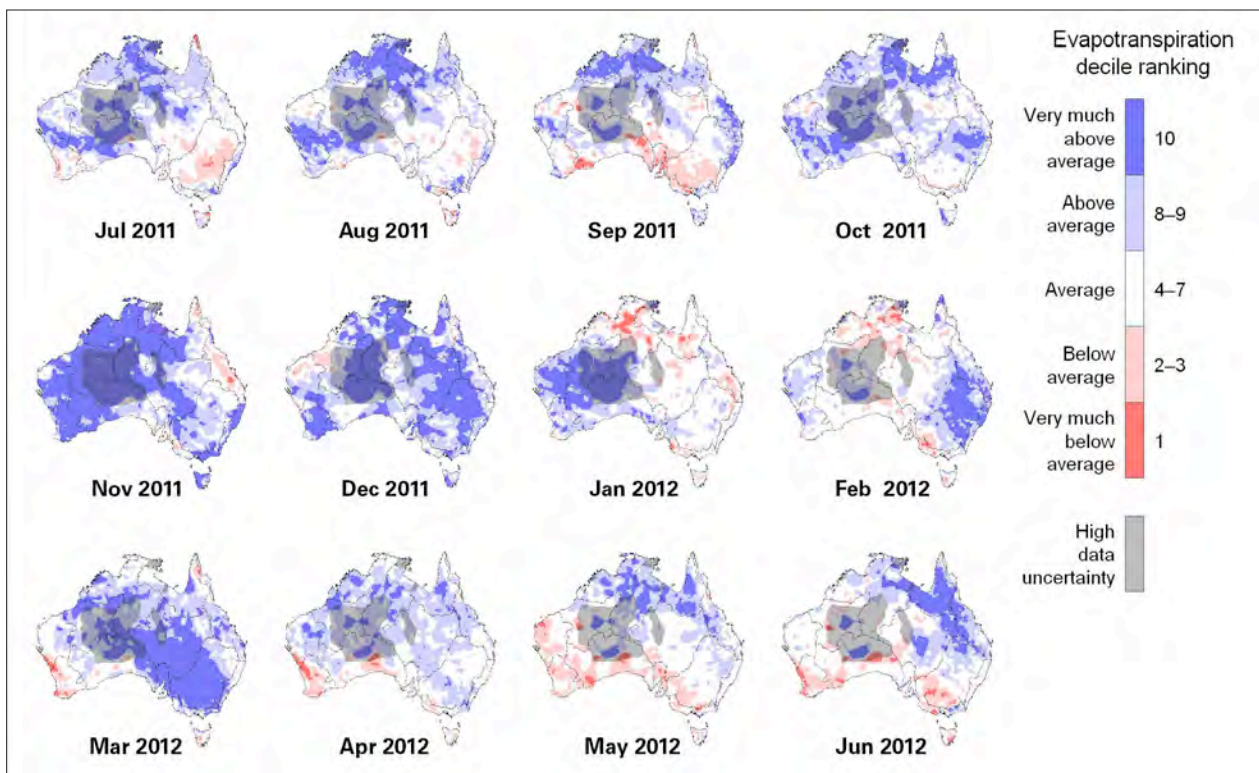 Evapotranspiration
decile ranking
Very much
above
average
10
Above
average
8–9
Average
4–7
Below
average
2–3
Very much
below
average
1
High
data
uncertainty
Jul 2011
Aug 2011
Sep 2011
Oct 2011
Nov 2011
Dec 2011
Jan 2012
Feb 2012
Mar 2012
Apr 2012
May 2012
Jun 2012